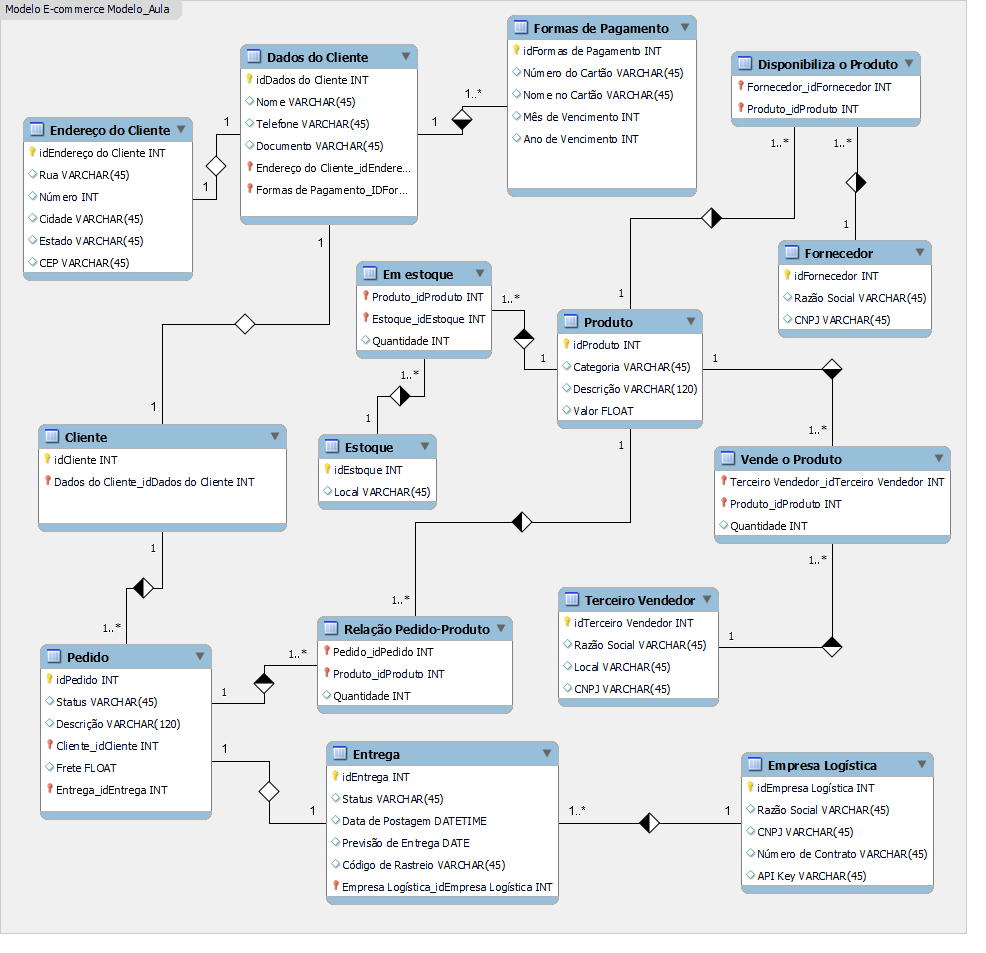 Modelo E-commerce Modelo_Aula
Formas de Pagamento
idFormas de Pagamento INT
Número do Cartão VARCHAR(45)
Nome no Cartão VARCHAR(45)
Mês de Vencimento INT
Ano de Vencimento INT
Dados do Cliente
idDados do Cliente INT
Nome VARCHAR(45)
Telefone VARCHAR(45)
Documento VARCHAR(45)
Endereço do Cliente_idEndere...
Formas de Pagamento_IDFor...
Disponibiliza o Produto
Fornecedor_idFornecedor INT
Produto_idProduto INT
Endereço do Cliente
idEndereço do Cliente INT
Rua VARCHAR(45)
Número INT
Cidade VARCHAR(45)
Estado VARCHAR(45)
CEP VARCHAR(45)
1
1
1
1..*
1..*
1..*
1
1
1
1
Fornecedor
idFornecedor INT
Razão Social VARCHAR(45)
CNPJ VARCHAR(45)
Em estoque
Produto_idProduto INT
Estoque_idEstoque INT
Quantidade INT
1..*
1
Produto
idProduto INT
Categoria VARCHAR(45)
Descrição VARCHAR(120)
Valor FLOAT
1
1..*
1..*
1
1
1
Cliente
idCliente INT
Dados do Cliente_idDados do Cliente INT
Estoque
idEstoque INT
Local VARCHAR(45)
Vende o Produto
Terceiro Vendedor_idTerceiro Vendedor INT
Produto_idProduto INT
Quantidade INT
1
1..*
1..*
1..*
1
Terceiro Vendedor
idTerceiro Vendedor INT
Razão Social VARCHAR(45)
Local VARCHAR(45)
CNPJ VARCHAR(45)
Relação Pedido-Produto
Pedido_idPedido INT
Produto_idProduto INT
Quantidade INT
Pedido
idPedido INT
Status VARCHAR(45)
Descrição VARCHAR(120)
Cliente_idCliente INT
Frete FLOAT
Entrega_idEntrega INT
1..*
1
1
1
Entrega
idEntrega INT
Status VARCHAR(45)
Data de Postagem DATETIME
Previsão de Entrega DATE
Código de Rastreio VARCHAR(45)
Empresa Logística_idEmpresa Logística INT
1..*
1
Empresa Logística
idEmpresa Logística INT
Razão Social VARCHAR(45)
CNPJ VARCHAR(45)
Número de Contrato VARCHAR(45)
API Key VARCHAR(45)